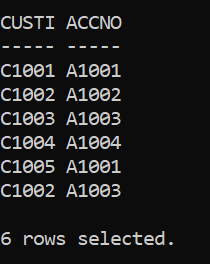 CUSTI ACCNO
----- -----
C1001 A1001
C1002 A1002
C1003 A1003
C1004 A1004
C1005 A1001
C1002 A1003
6 rows selected.